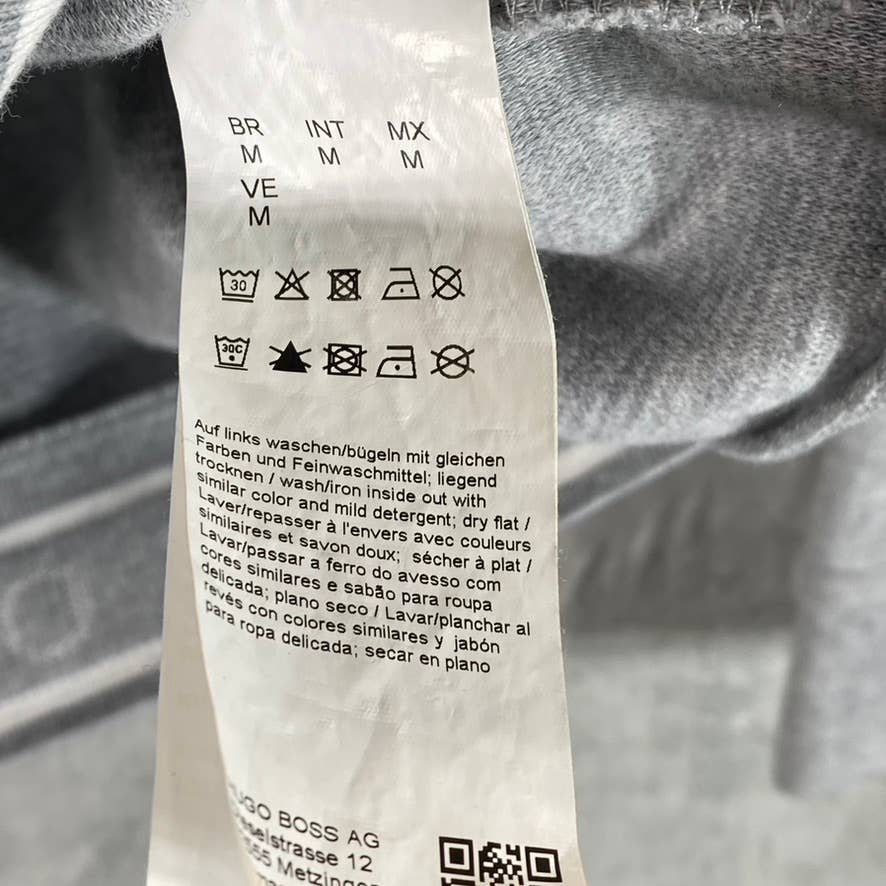 BR INT MX
M M M
VE
M
30
30C
Auf links waschen/bügeln mit gleichen
Farben und Feinwaschmittel; liegend
trocknen / wash/iron inside out with
similar color and mild detergent; dry flat /
Laver/repasser à l'envers avec couleurs
similaires et savon doux; sécher à plat /
Lavar/passar a ferro do avesso com
cores similares e sabão para roupa
delicada; plano seco / Lavar/planchar al
revés con colores similares y jabón
para ropa delicada; secar en plano
HUGO BOSS AG
12
Metzingen